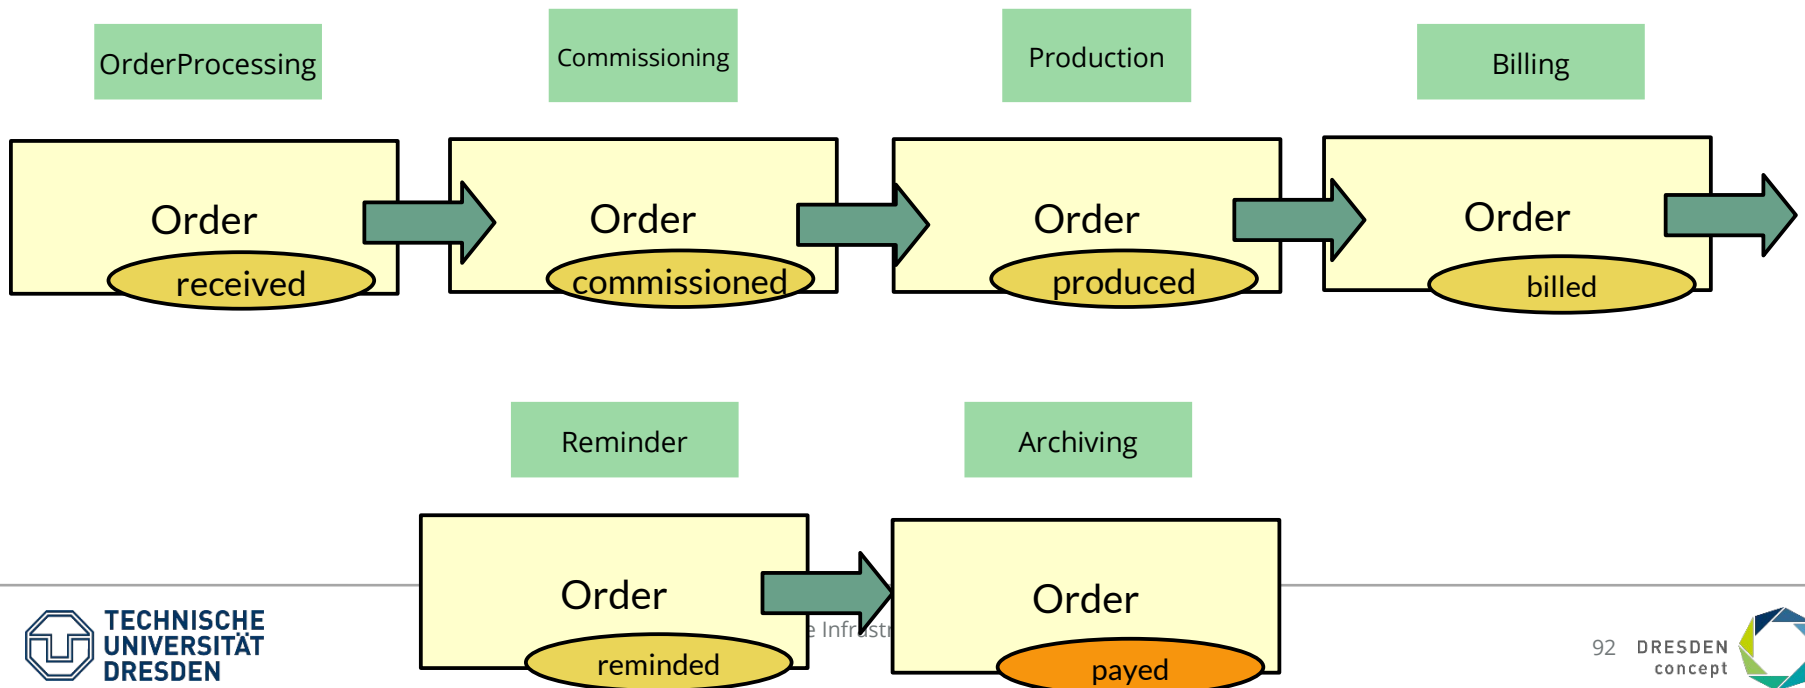 OrderProcessing
Commissioning
Production
Billing
Order
received
Order
commissioned
Order
produced
Order
billed
Reminder
Archiving
Order
reminded
Order
payed
TECHNISCHE
UNIVERSITÄT
DRESDEN
92
DRESDEN
concept